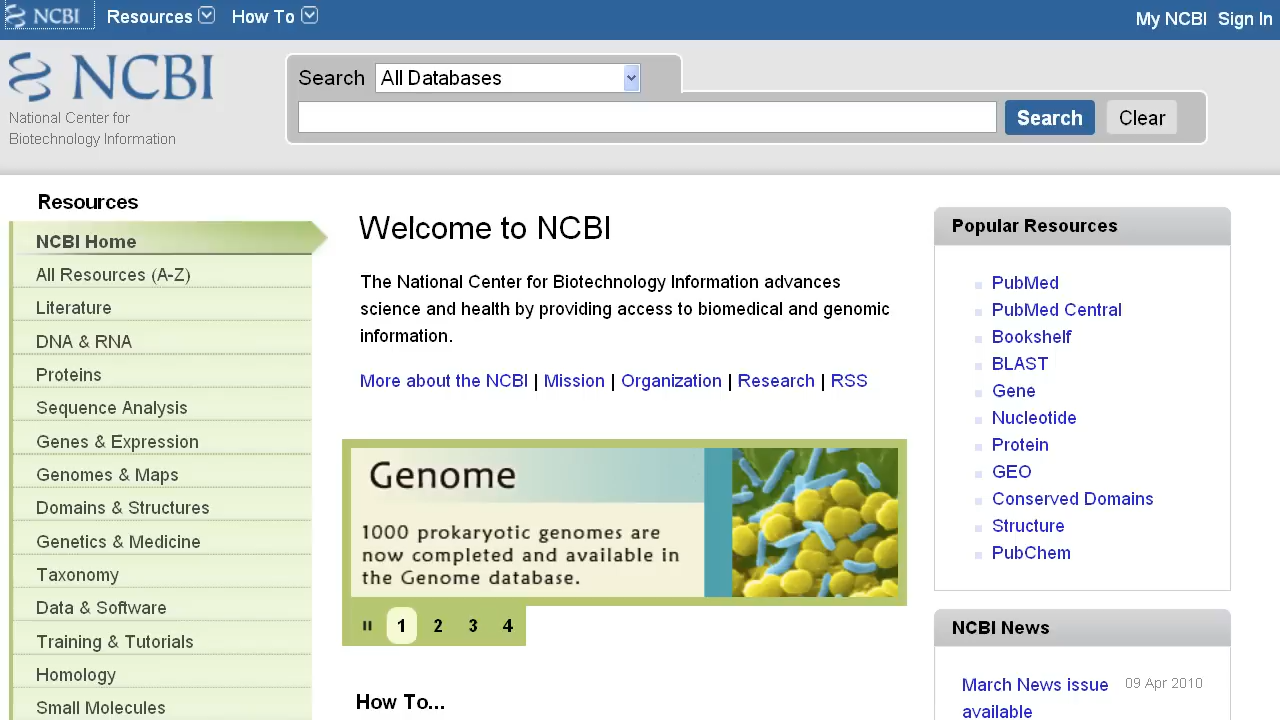 NCBI Resources How To My NCBI Sign In
NCBI
National Center for
Biotechnology Information
Search All Databases
Search Clear
Resources
NCBI Home
All Resources (A-Z)
Literature
DNA & RNA
Proteins
Sequence Analysis
Genes & Expression
Genomes & Maps
Domains & Structures
Genetics & Medicine
Taxonomy
Data & Software
Training & Tutorials
Homology
Small Molecules
Welcome to NCBI
The National Center for Biotechnology Information advances
science and health by providing access to biomedical and genomic
information.
More about the NCBI | Mission | Organization | Research | RSS
Genome
1000 prokaryotic genomes are
now completed and available in
the Genome database.
1 2 3 4
How To...
Popular Resources
PubMed
PubMed Central
Bookshelf
BLAST
Gene
Nucleotide
Protein
GEO
Conserved Domains
Structure
PubChem
NCBI News
March News issue 09 Apr 2010
available